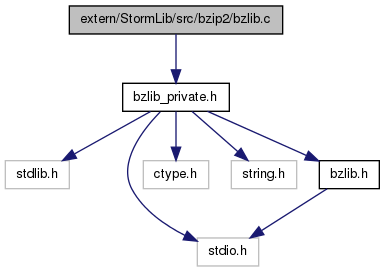 extern/StormLib/src/bzip2/bzlib.c
bzlib_private.h
stdlib.h
ctype.h
string.h
bzlib.h
stdio.h